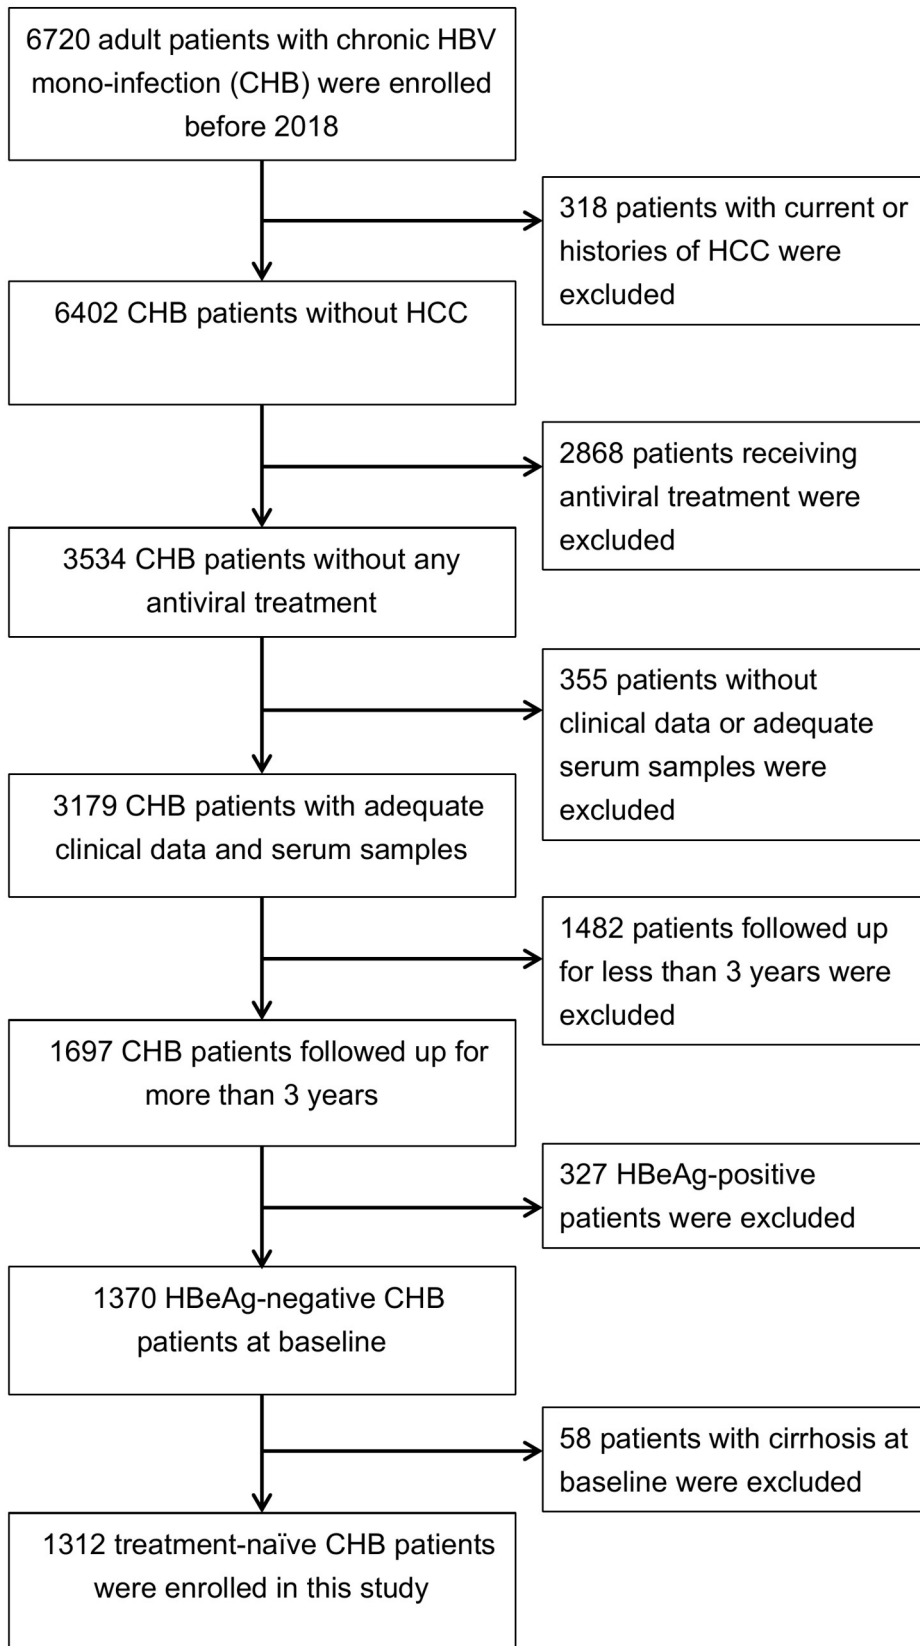 6720 adult patients with chronic HBV
mono-infection (CHB) were enrolled
before 2018
318 patients with current or
histories of HCC were
excluded
6402 CHB patients without HCC
2868 patients receiving
antiviral treatment were
excluded
3534 CHB patients without any
antiviral treatment
355 patients without
clinical data or adequate
serum samples were
excluded
3179 CHB patients with adequate
clinical data and serum samples
1482 patients followed up
for less than 3 years were
excluded
1697 CHB patients followed up for
more than 3 years
327 HBeAg-positive
patients were excluded
1370 HBeAg-negative CHB
patients at baseline
58 patients with cirrhosis at
baseline were excluded
1312 treatment-naïve CHB patients
were enrolled in this study